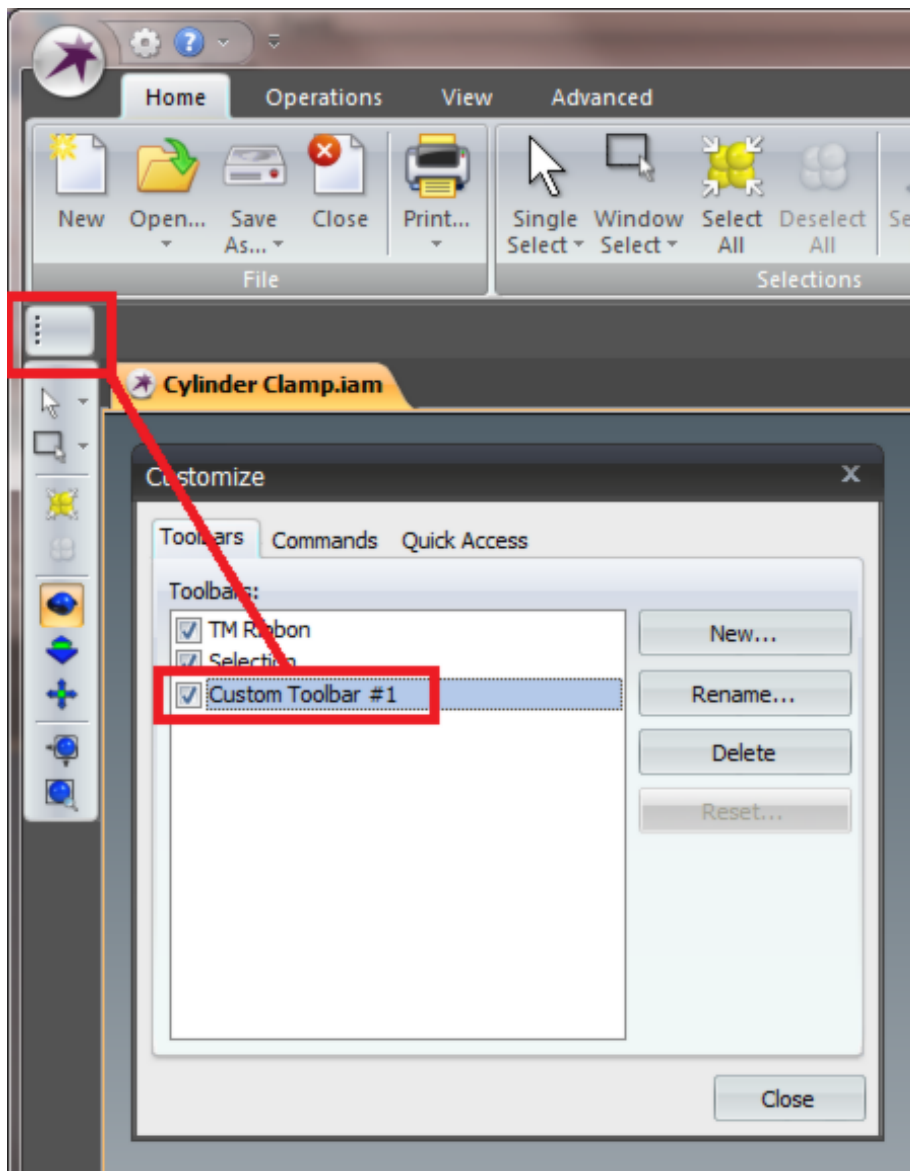 Home Operations View Advanced
New Open... Save As... Close Print... Single Select Window Select Select All Deselect All Se
File Selections
Cylinder Clamp.iam
Customize X
Toolbars Commands Quick Access
Toolbars:
TM Ribbon New...
Selection
Custom Toolbar #1 Rename...
Delete
Reset...
Close